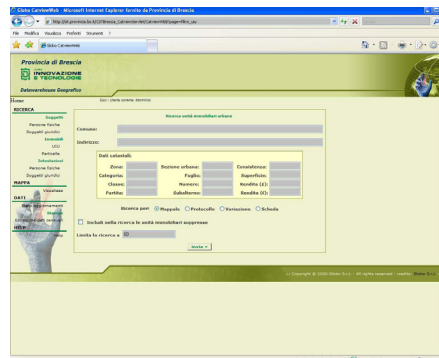 Globo CatviewWeb - Microsoft Internet Explorer fornito da Provincia di Brescia
File Modifica Visualizza Preferiti Strumenti ?
Globo CatviewWeb
Provincia di Brescia
INNOVAZIONE
E TECNOLOGIE
Datawarehouse Geografico
Home
RICERCA
Soggetti
Persone fisiche
Soggetti giuridici
Immobili
UIU
Particelle
Intestazioni
Persone fisiche
Soggetti giuridici
MAPPA
Visualizza
DATI
Stampe
HELP
Help
Ricerca unità immobiliari urbane
Comune:
Indirizzo:
Dati catastali:
Zona: Sezione urbana: Consistenza:
Categoria: Foglio: Superficie:
Classe: Numero: Rendita (£):
Partita: Subalterno: Rendita (€):
Ricerca per: Mappale Protocollo Variazione Scheda
Includi nella ricerca le unità immobiliari soppresse
Limita la ricerca a 10
Invia